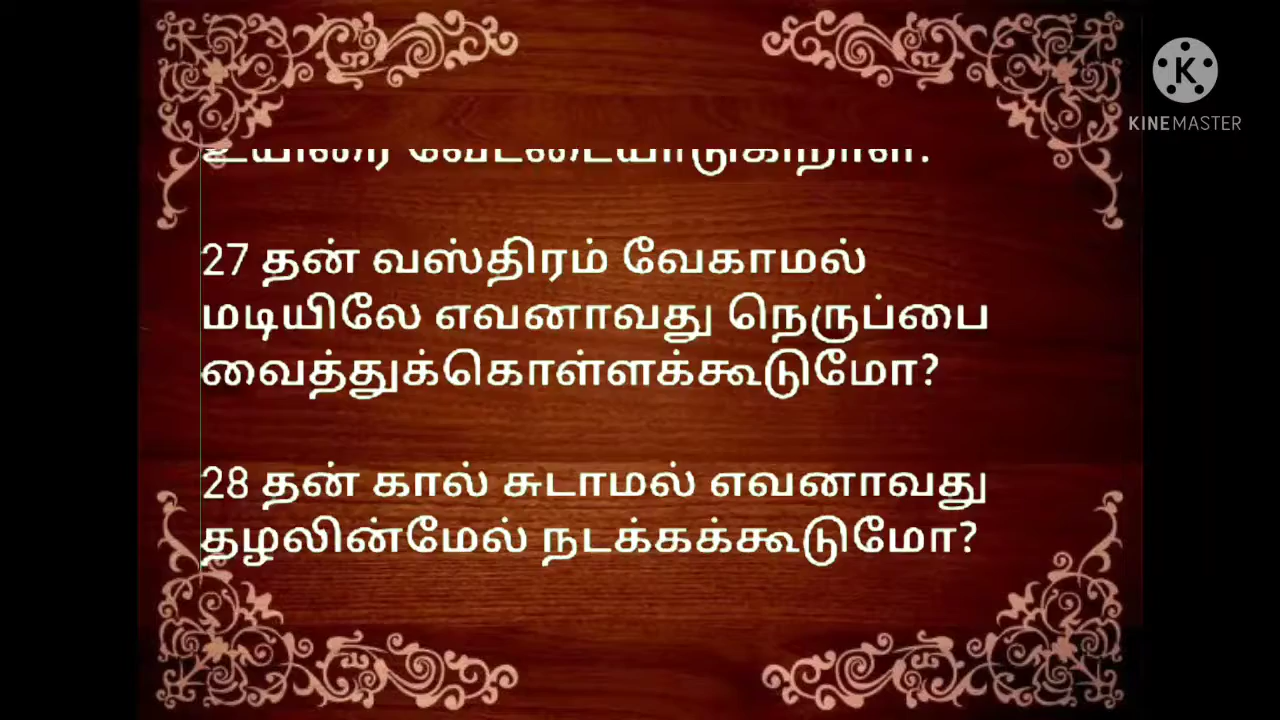 KINEMASTER
27 தன் வஸ்திரம் வேகாமல்
மடியிலே எவனாவது நெருப்பை
வைத்துக்கொள்ளக்கூடுமோ?
28 தன் கால் சுடாமல் எவனாவது
தழலின்மேல் நடக்கக்கூடுமோ?